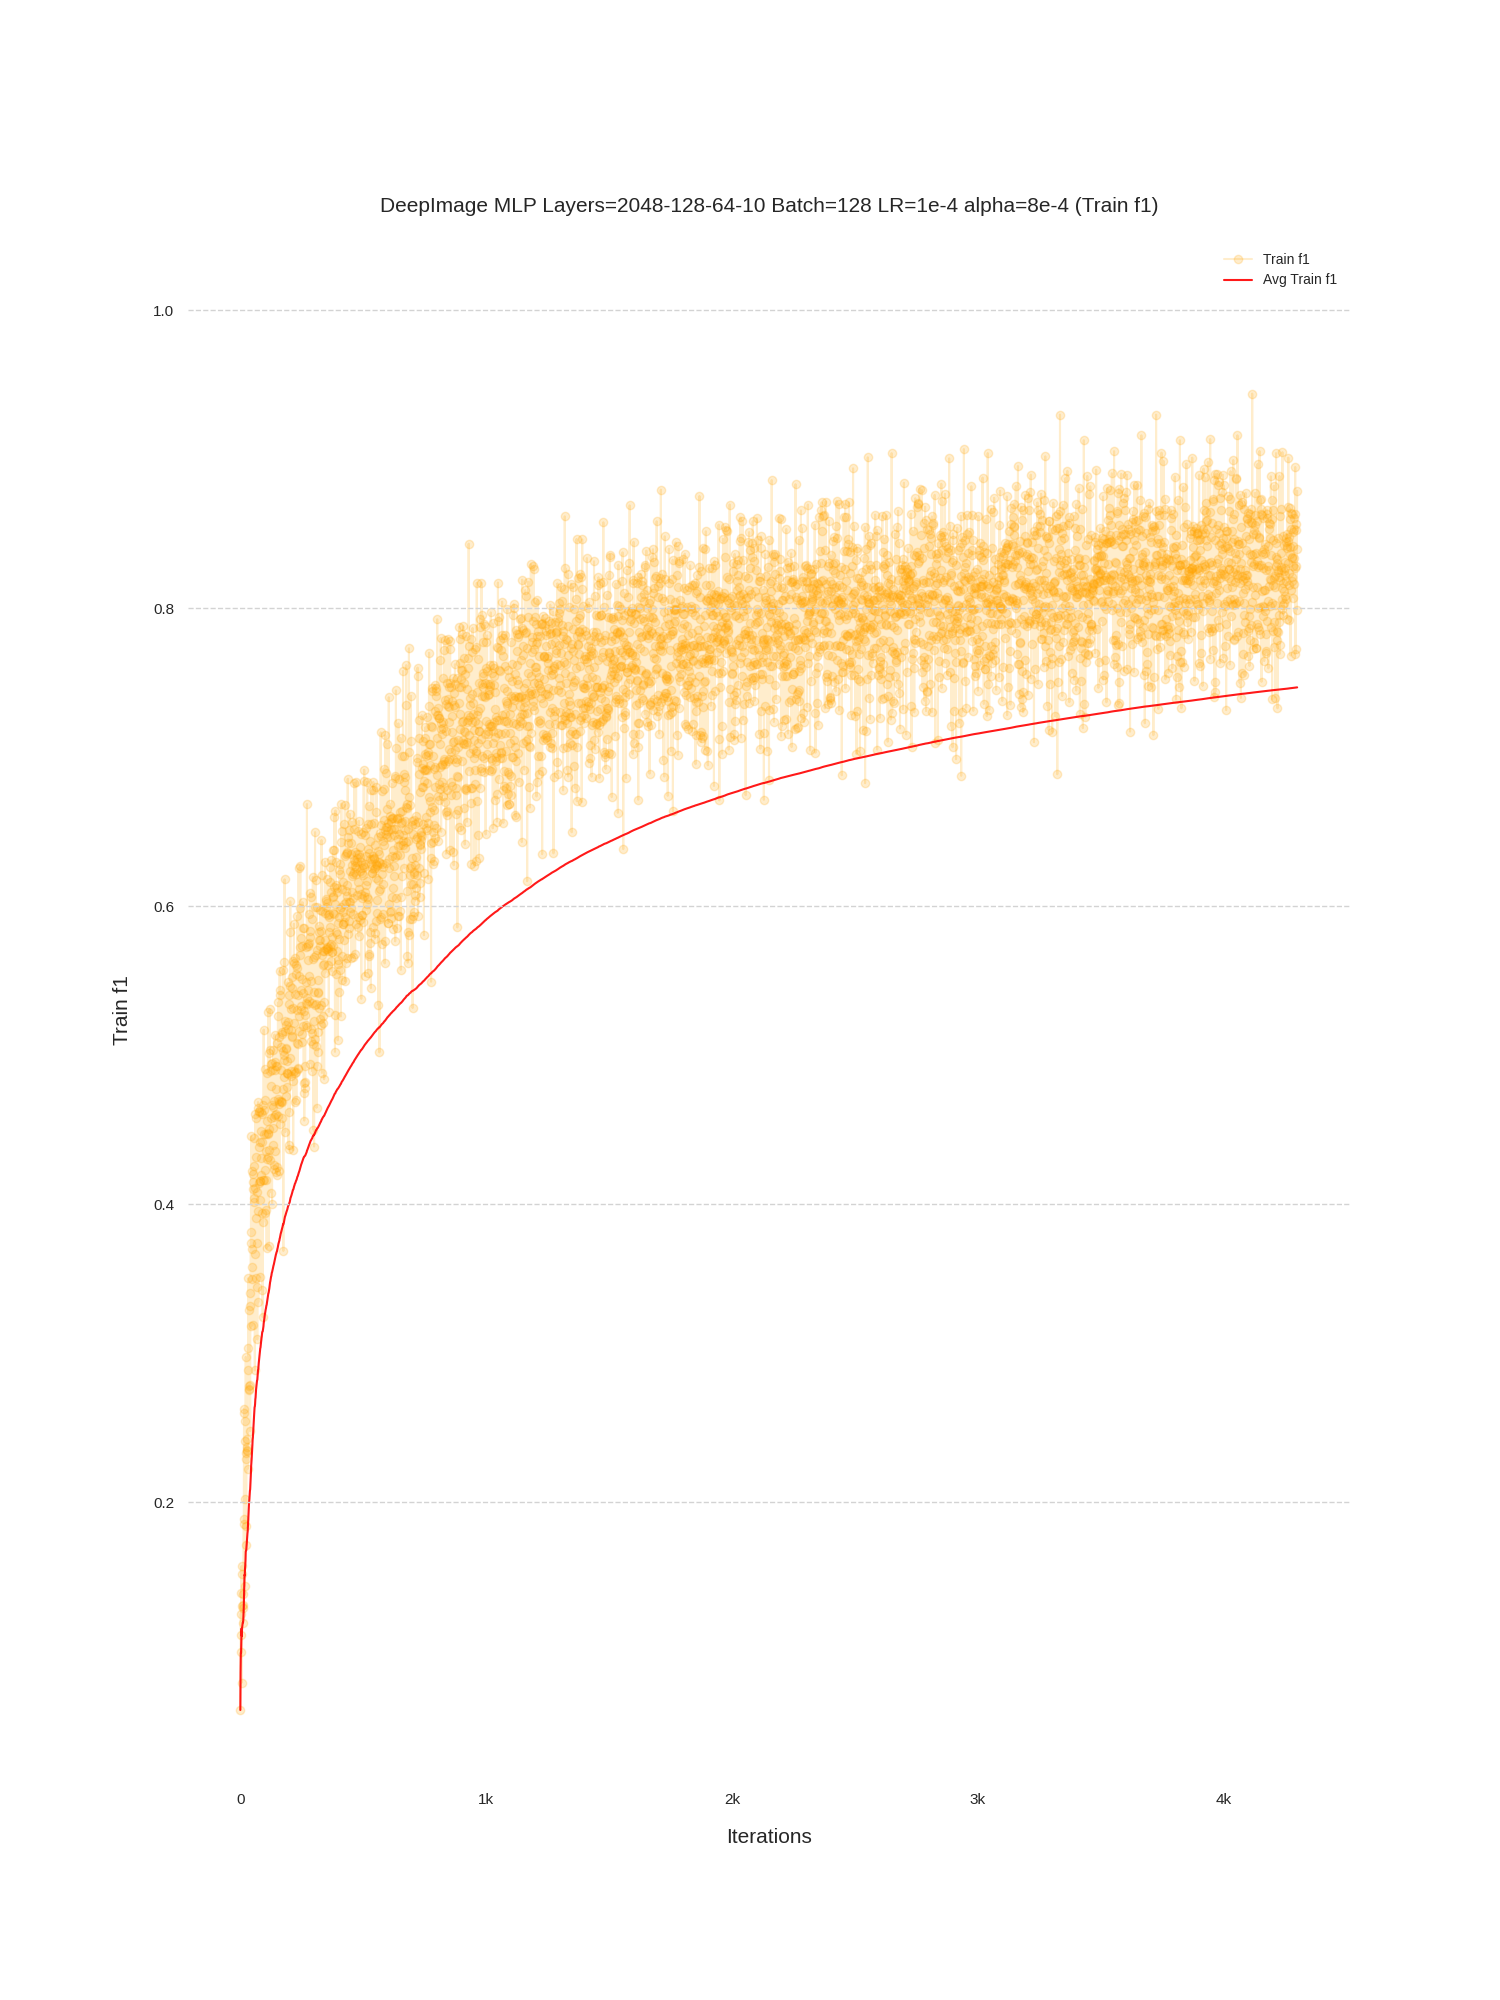 DeepImage MLP Layers=2048-128-64-10 Batch=128 LR=1e-4 alpha=8e-4 (Train f1)
Train f1
Avg Train f1
1.0
0.8
0.6
0.4
0.2
Train f1
0 1k 2k 3k 4k
Iterations